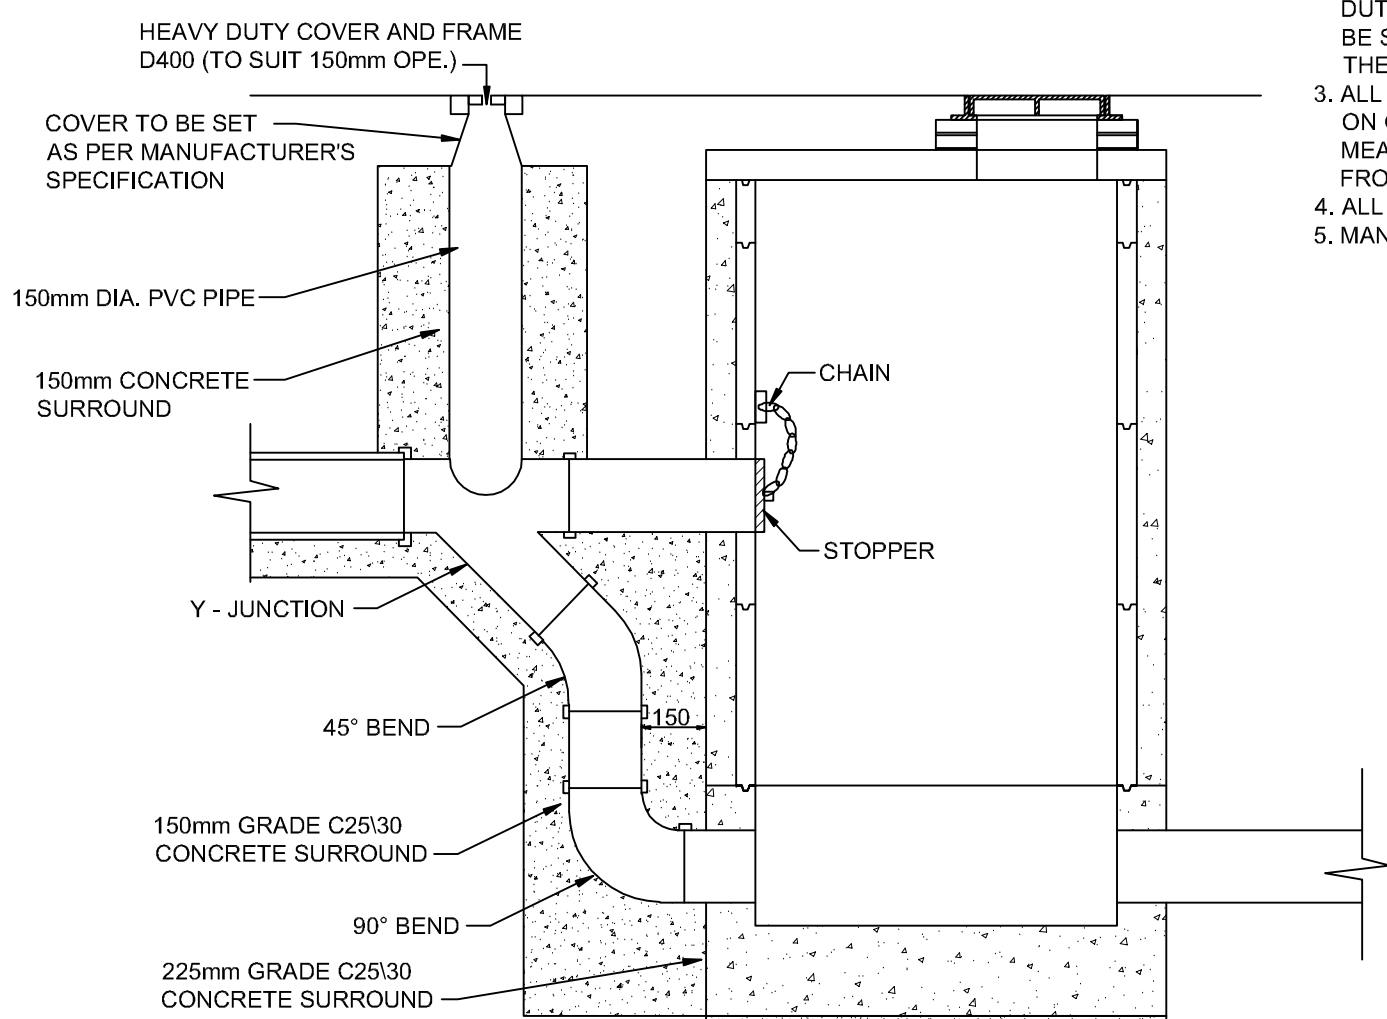 HEAVY DUTY COVER AND FRAME
D400 (TO SUIT 150mm OPE.)
COVER TO BE SET
AS PER MANUFACTURER'S
SPECIFICATION
150mm DIA. PVC PIPE
150mm CONCRETE
SURROUND
CHAIN
STOPPER
Y - JUNCTION
45° BEND
150
150mm GRADE C25\30
CONCRETE SURROUND
90° BEND
225mm GRADE C25\30
CONCRETE SURROUND
DUT
BE S
THE
3. ALL
ON
MEA
FRO
4. ALL
5. MAN